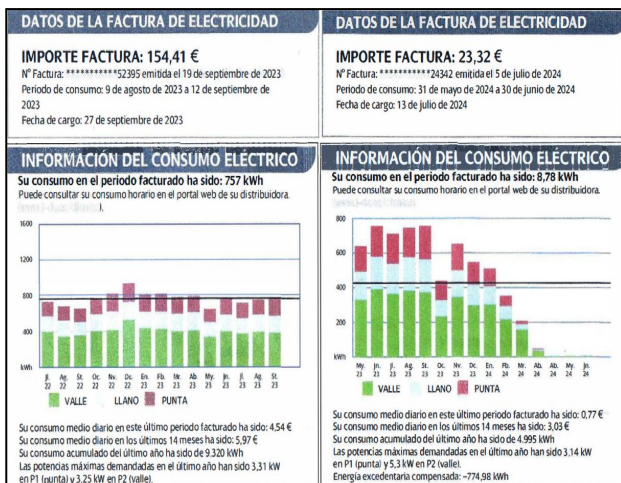 DATOS DE LA FACTURA DE ELECTRICIDAD
IMPORTE FACTURA: 154,41 €
Nº Factura: ***********52395 emitida el 19 de septiembre de 2023
Periodo de consumo: 9 de agosto de 2023 a 12 de septiembre de
2023
Fecha de cargo: 27 de septiembre de 2023
INFORMACIÓN DEL CONSUMO ELÉCTRICO
Su consumo en el periodo facturado ha sido: 757 kWh
Puede consultar su consumo horario en el portal web de su distribuidora.
1600
1200
800
400
kWh
Jl. Ag. St. Oc. Nv. Dc. En. Fb. Mr. Ab. My. Jn. Jl. Ag. St.
22 22 22 22 22 22 23 23 23 23 23 23 23 23 23
VALLE LLANO PUNTA
Su consumo medio diario en este último periodo facturado ha sido: 4,54 €
Su consumo medio diario en los últimos 14 meses ha sido: 5,97 €
Su consumo acumulado del último año ha sido de 9.320 kWh
Las potencias máximas demandadas en el último año han sido 3,31 kW
en P1 (punta) y 3,25 kW en P2 (valle).
DATOS DE LA FACTURA DE ELECTRICIDAD
IMPORTE FACTURA: 23,32 €
Nº Factura: ***********24342 emitida el 5 de julio de 2024
Periodo de consumo: 31 de mayo de 2024 a 30 de junio de 2024
Fecha de cargo: 13 de julio de 2024
INFORMACIÓN DEL CONSUMO ELÉCTRICO
Su consumo en el periodo facturado ha sido: 8,78 kWh
Puede consultar su consumo horario en el portal web de su distribuidora.
800
600
400
200
kWh
My. Jn. Jl. Ag. St. Oc. Nv. Dc. En. Fb. Mr. Ab. Ab. My. Jn.
23 23 23 23 23 23 23 23 24 24 24 24 24 24 24
VALLE LLANO PUNTA
Su consumo medio diario en este último periodo facturado ha sido: 0,77 €
Su consumo medio diario en los últimos 14 meses ha sido: 3,03 €
Su consumo acumulado del último año ha sido de 4.995 kWh
Las potencias máximas demandadas en el último año han sido 3,14 kW
en P1 (punta) y 5,3 kW en P2 (valle).
Energía excedentaria compensada: −774,98 kWh